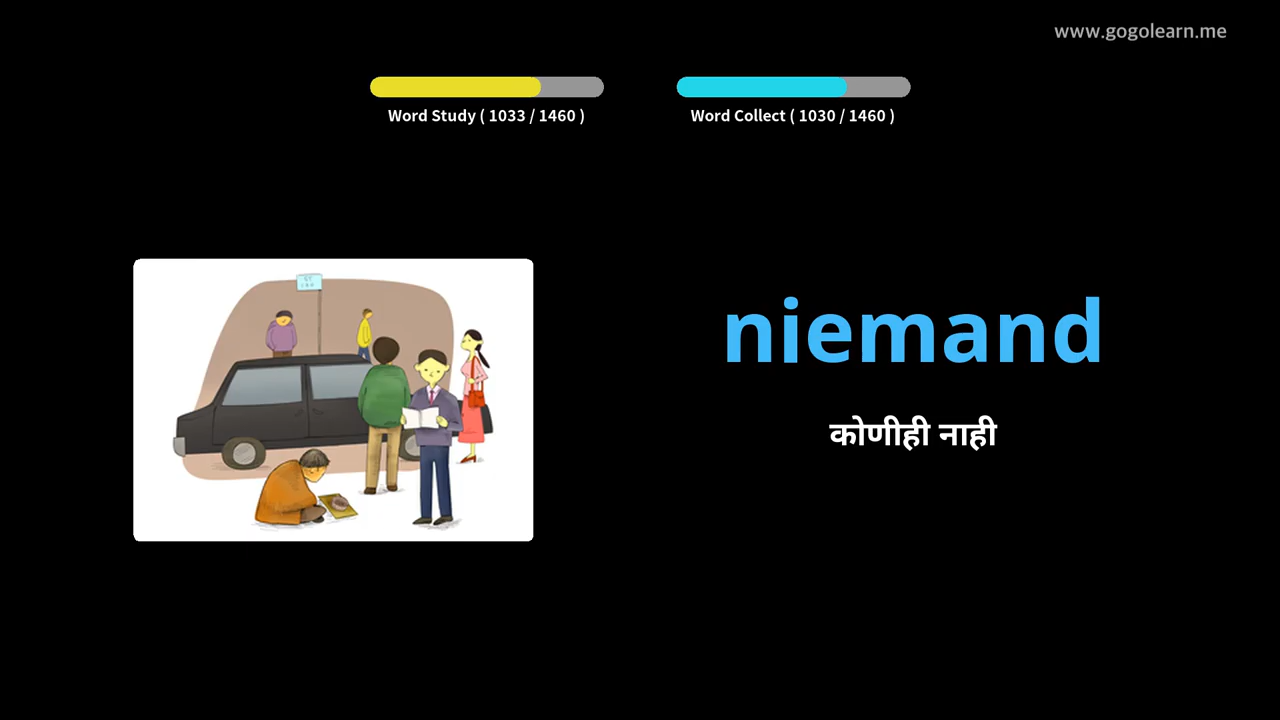 www.gogolearn.me
Word Study ( 1033 / 1460 )
Word Collect ( 1030 / 1460 )
niemand
कोणीही नाही